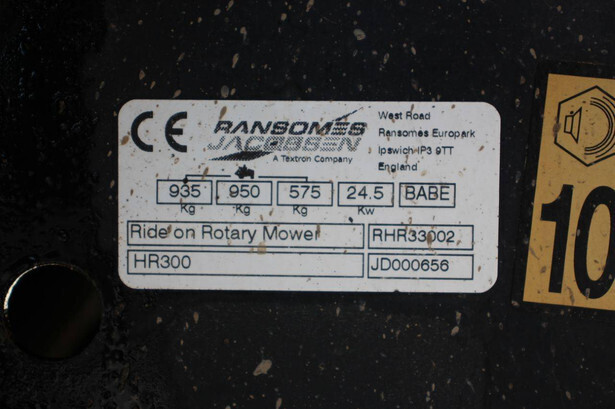 CE
RANSOMES
JACOBSEN
A Textron Company
West Road
Ransomes Europark
Ipswich IP3 9TT
England
935 950 575 24.5 BABE
Kg Kg Kg Kw
Ride on Rotary Mower RHR33002
HR300 JD000656
10